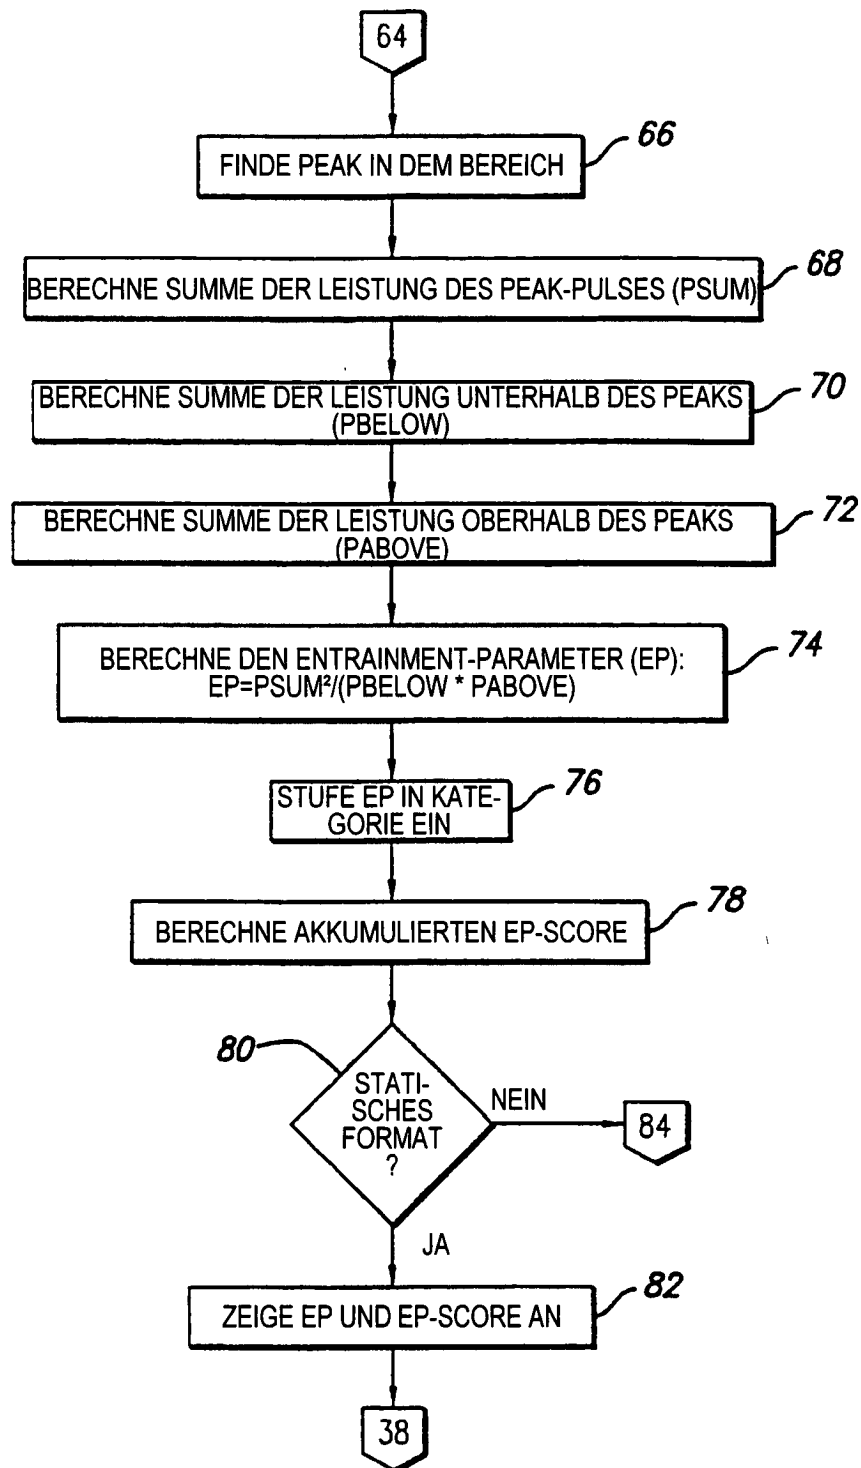 64
FINDE PEAK IN DEM BEREICH
66
BERECHNE SUMME DER LEISTUNG DES PEAK-PULSES (PSUM)
68
BERECHNE SUMME DER LEISTUNG UNTERHALB DES PEAKS
(PBELOW)
70
BERECHNE SUMME DER LEISTUNG OBERHALB DES PEAKS
(PABOVE)
72
BERECHNE DEN ENTRAINMENT-PARAMETER (EP):
EP=PSUM²/(PBELOW * PABOVE)
74
STUFE EP IN KATE-
GORIE EIN
76
BERECHNE AKKUMULIERTEN EP-SCORE
78
80
STATI-
SCHES
FORMAT
?
NEIN
84
JA
ZEIGE EP UND EP-SCORE AN
82
38